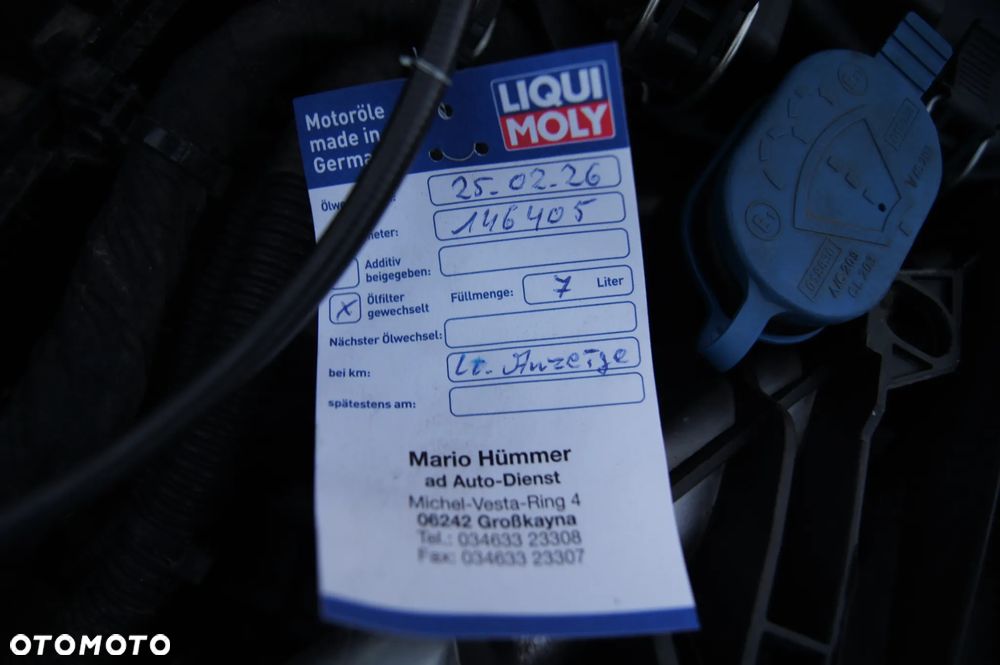 LIQUI
MOLY
Motoröle
made in
Germa
25.02.26
146405
Additiv
beigegeben:
x Ölfilter
gewechselt
Füllmenge: 7 Liter
Nächster Ölwechsel:
bei km: Lt. Anzeige
spätestens am:
Mario Hümmer
ad Auto-Dienst
Michel-Vesta-Ring 4
06242 Großkayna
Tel.: 034633 23308
Fax: 034633 23307
OTOMOTO